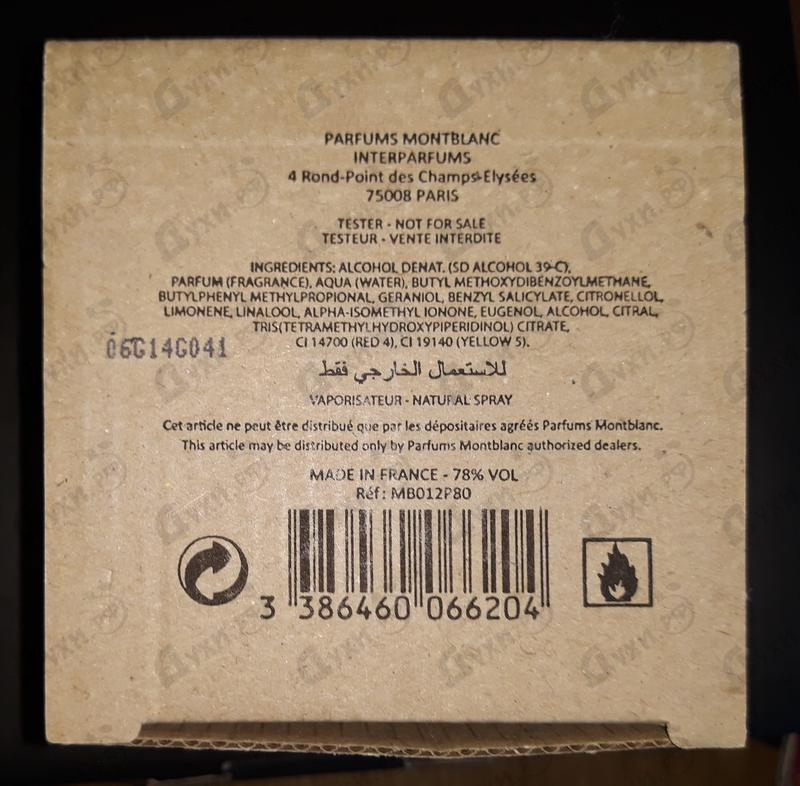 PARFUMS MONTBLANC
INTERPARFUMS
4 Rond-Point des Champs-Elysées
75008 PARIS
TESTER - NOT FOR SALE
TESTEUR - VENTE INTERDITE
INGREDIENTS: ALCOHOL DENAT. (SD ALCOHOL 39-C),
PARFUM (FRAGRANCE), AQUA (WATER), BUTYL METHOXYDIBENZOYLMETHANE,
BUTYLPHENYL METHYLPROPIONAL, GERANIOL, BENZYL SALICYLATE, CITRONELLOL,
LIMONENE, LINALOOL, ALPHA-ISOMETHYL IONONE, EUGENOL, ALCOHOL, CITRAL,
TRIS(TETRAMETHYLHYDROXYPIPERIDINOL) CITRATE,
CI 14700 (RED 4), CI 19140 (YELLOW 5).
06G14G041
للاستعمال الخارجي فقط
VAPORISATEUR - NATURAL SPRAY
Cet article ne peut être distribué que par les dépositaires agréés Parfums Montblanc.
This article may be distributed only by Parfums Montblanc authorized dealers.
MADE IN FRANCE - 78% VOL
Réf: MB012P80
3 386460 066204
Духи.рф